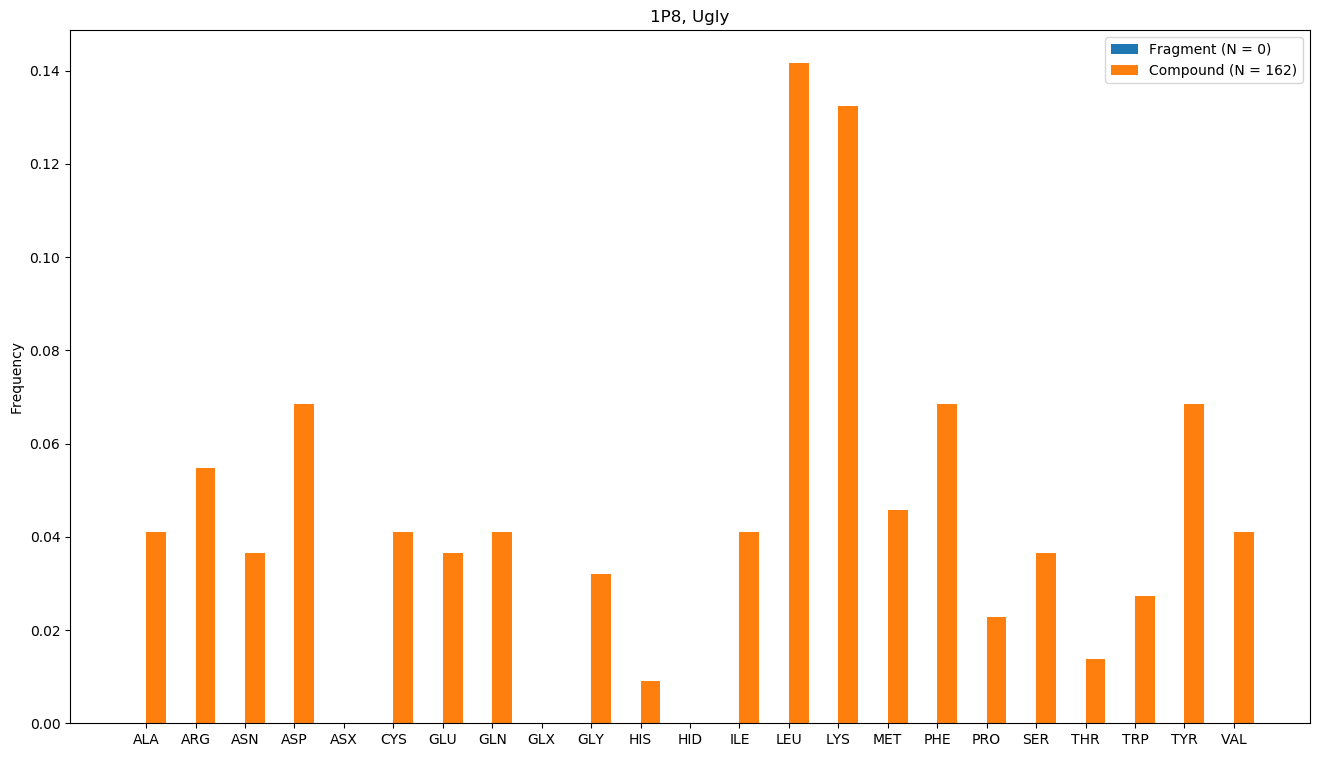 1P8, Ugly
Fragment (N = 0)
Compound (N = 162)
Frequency
0.14
0.12
0.10
0.08
0.06
0.04
0.02
0.00
ALA ARG ASN ASP ASX CYS GLU GLN GLX GLY HIS HID ILE LEU LYS MET PHE PRO SER THR TRP TYR VAL